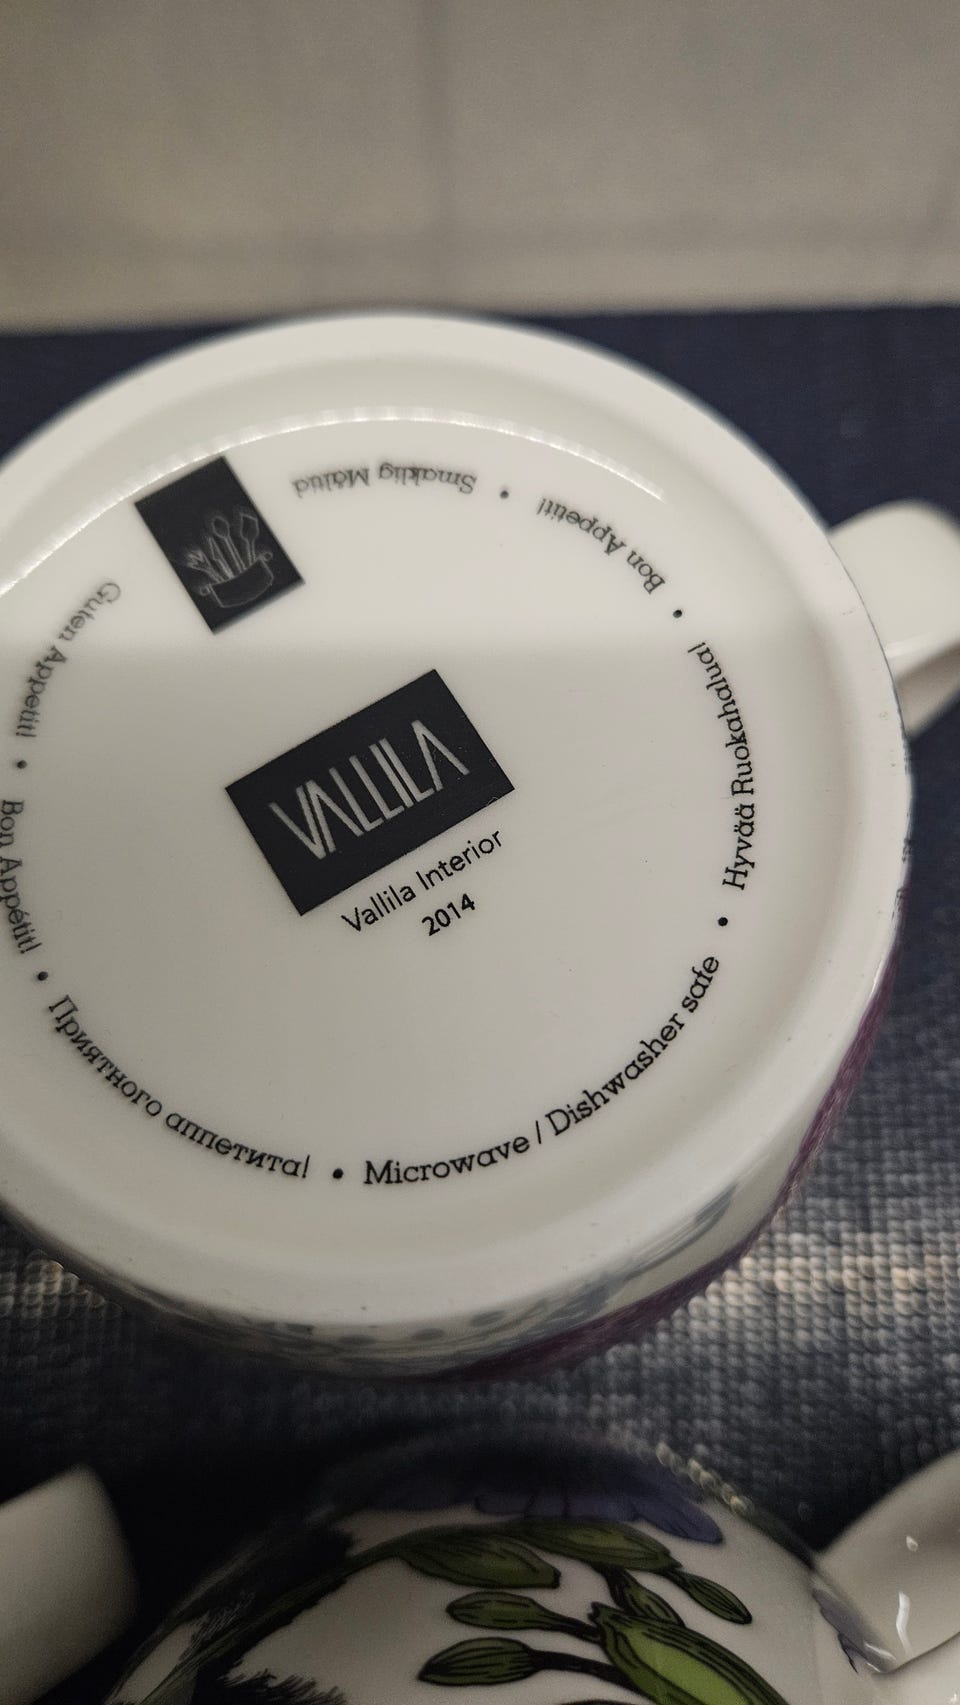 VALLILA
Vallila Interior
2014
Smaklig Måltid • Bon Appetit! • Hyvää Ruokahalua! • Microwave / Dishwasher safe • Приятного аппетита! • Bon Appétit! • Guten Appetit!